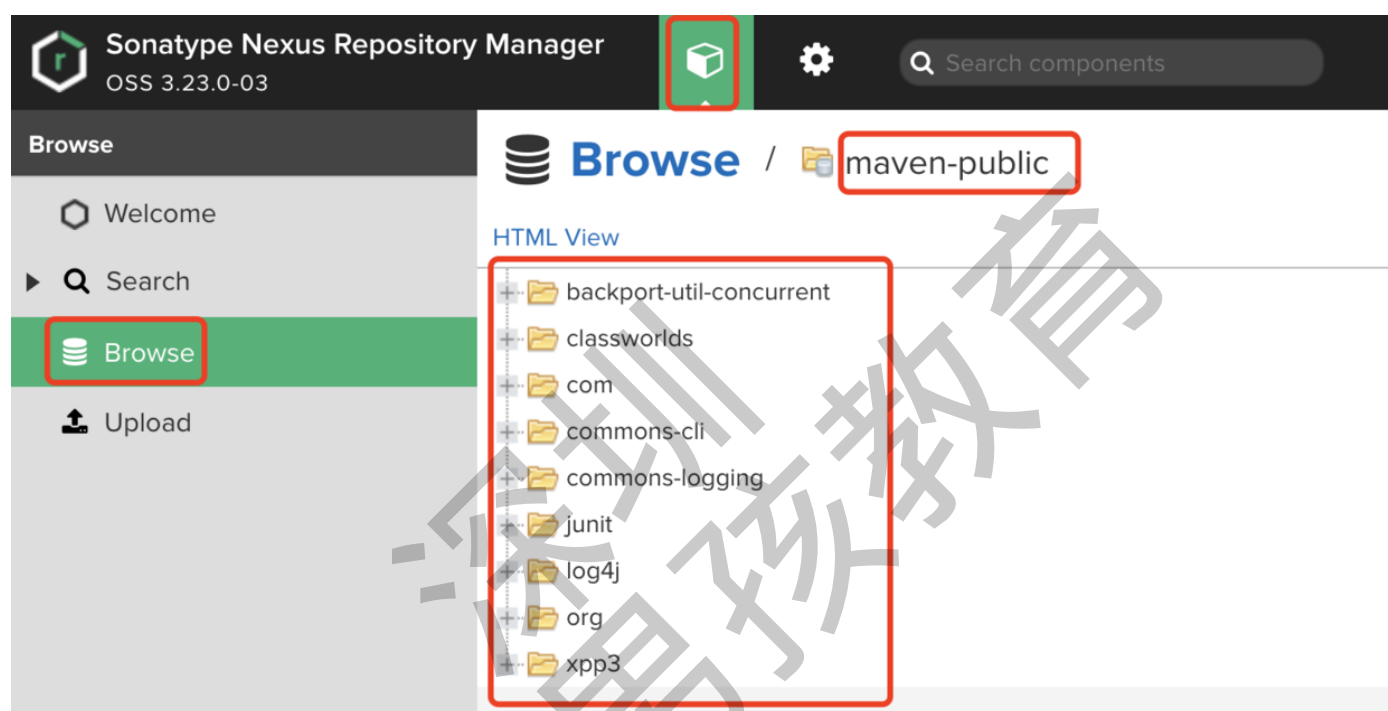 Sonatype Nexus Repository Manager
OSS 3.23.0-03
Search components
Browse
Welcome
Search
Browse
Upload
Browse / maven-public
HTML View
backport-util-concurrent
classworlds
com
commons-cli
commons-logging
junit
log4j
org
xpp3
深圳
教育